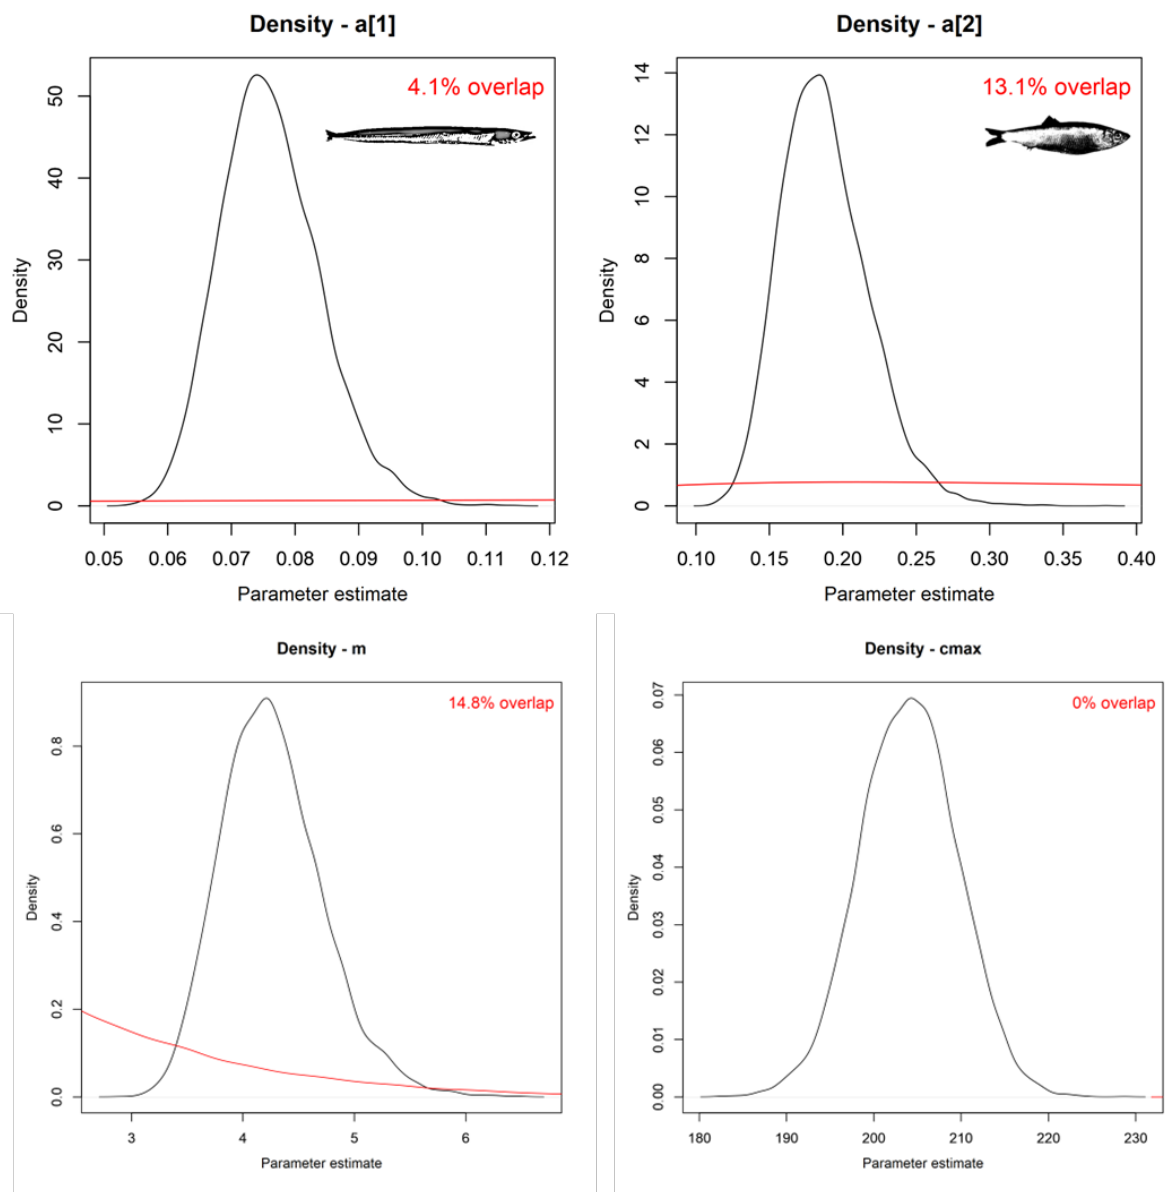 Density - a[1]
4.1% overlap
Density
0
10
20
30
40
50
0.05 0.06 0.07 0.08 0.09 0.10 0.11 0.12
Parameter estimate
Density - a[2]
13.1% overlap
Density
0
2
4
6
8
10
12
14
0.10 0.15 0.20 0.25 0.30 0.35 0.40
Parameter estimate
Density - m
14.8% overlap
Density
0.0
0.2
0.4
0.6
0.8
3 4 5 6
Parameter estimate
Density - cmax
0% overlap
Density
0.00
0.01
0.02
0.03
0.04
0.05
0.06
0.07
180 190 200 210 220 230
Parameter estimate